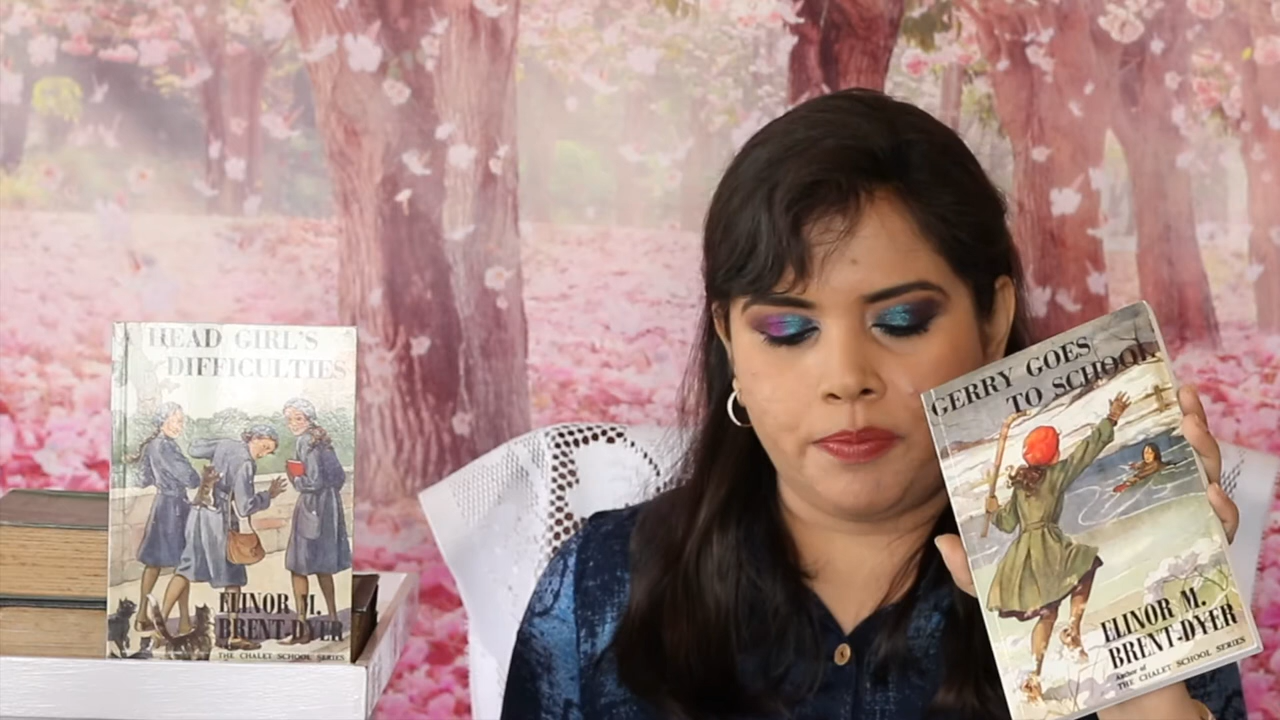 HEAD GIRL'S
DIFFICULTIES
ELINOR M.
BRENT-DYER
THE CHALET SCHOOL SERIES
GERRY GOES
TO SCHOOL
ELINOR M.
BRENT-DYER
Author of
THE CHALET SCHOOL SERIES